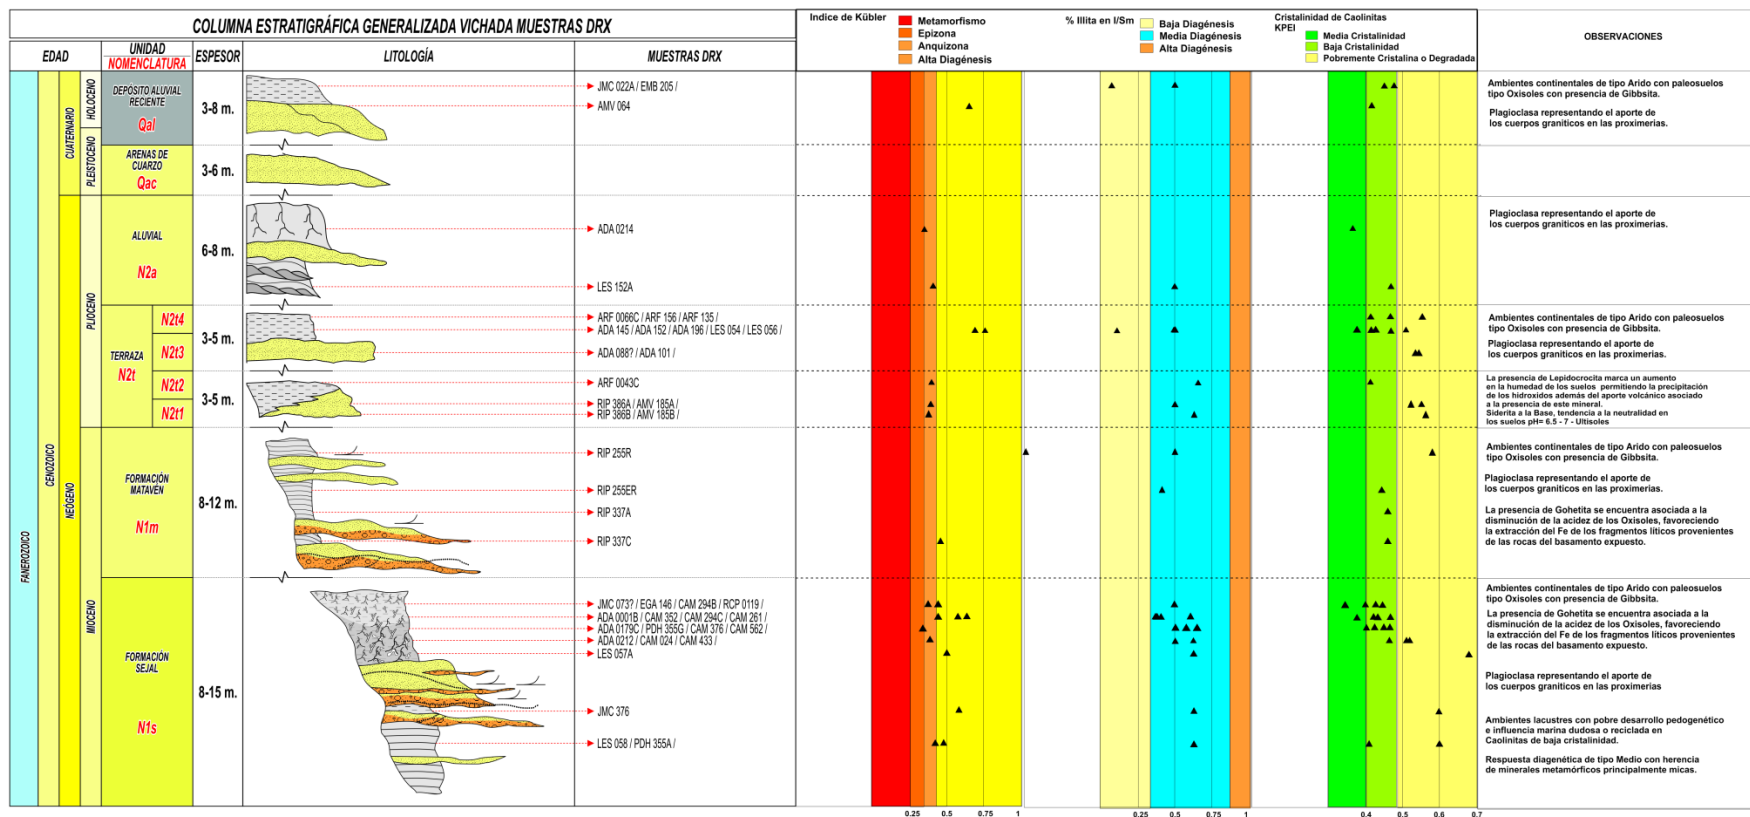 COLUMNA ESTRATIGRÁFICA GENERALIZADA VICHADA MUESTRAS DRX
Indice de Kübler
Metamorfismo
Epizona
Anquizona
Alta Diagénesis
% Illita en I/Sm
Baja Diagénesis
Media Diagénesis
Alta Diagénesis
Cristalinidad de Caolinitas
KPEI
Media Cristalinidad
Baja Cristalinidad
Pobremente Cristalina o Degradada
OBSERVACIONES
EDAD
UNIDAD
NOMENCLATURA
ESPESOR
LITOLOGÍA
MUESTRAS DRX
FANEROZOICO
CENOZOICO
CUATERNARIO
NEÓGENO
HOLOCENO
PLEISTOCENO
PLIOCENO
MIOCENO
DEPÓSITO ALUVIAL
RECIENTE
Qal
3-8 m.
JMC 022A / EMB 205 /
AMV 064
Ambientes continentales de tipo Arido con paleosuelos
tipo Oxisoles con presencia de Gibbsita.
Plagioclasa representando el aporte de
los cuerpos graniticos en las proximerias.
ARENAS DE
CUARZO
Qac
3-6 m.
ALUVIAL
N2a
6-8 m.
ADA 0214
LES 152A
Plagioclasa representando el aporte de
los cuerpos graniticos en las proximerias.
TERRAZA
N2t
N2t4
N2t3
N2t2
N2t1
3-5 m.
3-5 m.
ARF 0066C / ARF 156 / ARF 135 /
ADA 145 / ADA 152 / ADA 196 / LES 054 / LES 056 /
ADA 088? / ADA 101 /
Ambientes continentales de tipo Arido con paleosuelos
tipo Oxisoles con presencia de Gibbsita.
Plagioclasa representando el aporte de
los cuerpos graniticos en las proximerias.
ARF 0043C
RIP 386A / AMV 185A /
RIP 386B / AMV 185B /
La presencia de Lepidocrocita marca un aumento
en la humedad de los suelos permitiendo la precipitación
de los hidroxidos además del aporte volcánico asociado
a la presencia de este mineral.
Siderita a la Base, tendencia a la neutralidad en
los suelos pH= 6.5 - 7 - Ultisoles
FORMACIÓN
MATAVÉN
N1m
8-12 m.
RIP 255R
RIP 255ER
RIP 337A
RIP 337C
Ambientes continentales de tipo Arido con paleosuelos
tipo Oxisoles con presencia de Gibbsita.
Plagioclasa representando el aporte de
los cuerpos graniticos en las proximerias.
La presencia de Gohetita se encuentra asociada a la
disminución de la acidez de los Oxisoles, favoreciendo
la extracción del Fe de los fragmentos líticos provenientes
de las rocas del basamento expuesto.
FORMACIÓN
SEJAL
N1s
8-15 m.
JMC 073? / EGA 146 / CAM 294B / RCP 0119 /
ADA 0001B / CAM 352 / CAM 294C / CAM 261 /
ADA 0179C / PDH 355G / CAM 376 / CAM 562 /
ADA 0212 / CAM 024 / CAM 433 /
LES 057A
JMC 376
LES 058 / PDH 355A /
Ambientes continentales de tipo Arido con paleosuelos
tipo Oxisoles con presencia de Gibbsita.
La presencia de Gohetita se encuentra asociada a la
disminución de la acidez de los Oxisoles, favoreciendo
la extracción del Fe de los fragmentos líticos provenientes
de las rocas del basamento expuesto.
Plagioclasa representando el aporte de
los cuerpos graniticos en las proximerias
Ambientes lacustres con pobre desarrollo pedogenético
e influencia marina dudosa o reciclada en
Caolinitas de baja cristalinidad.
Respuesta diagenética de tipo Medio con herencia
de minerales metamórficos principalmente micas.
0.25 0.5 0.75 1
0.25 0.5 0.75 1
0.4 0.5 0.6 0.7